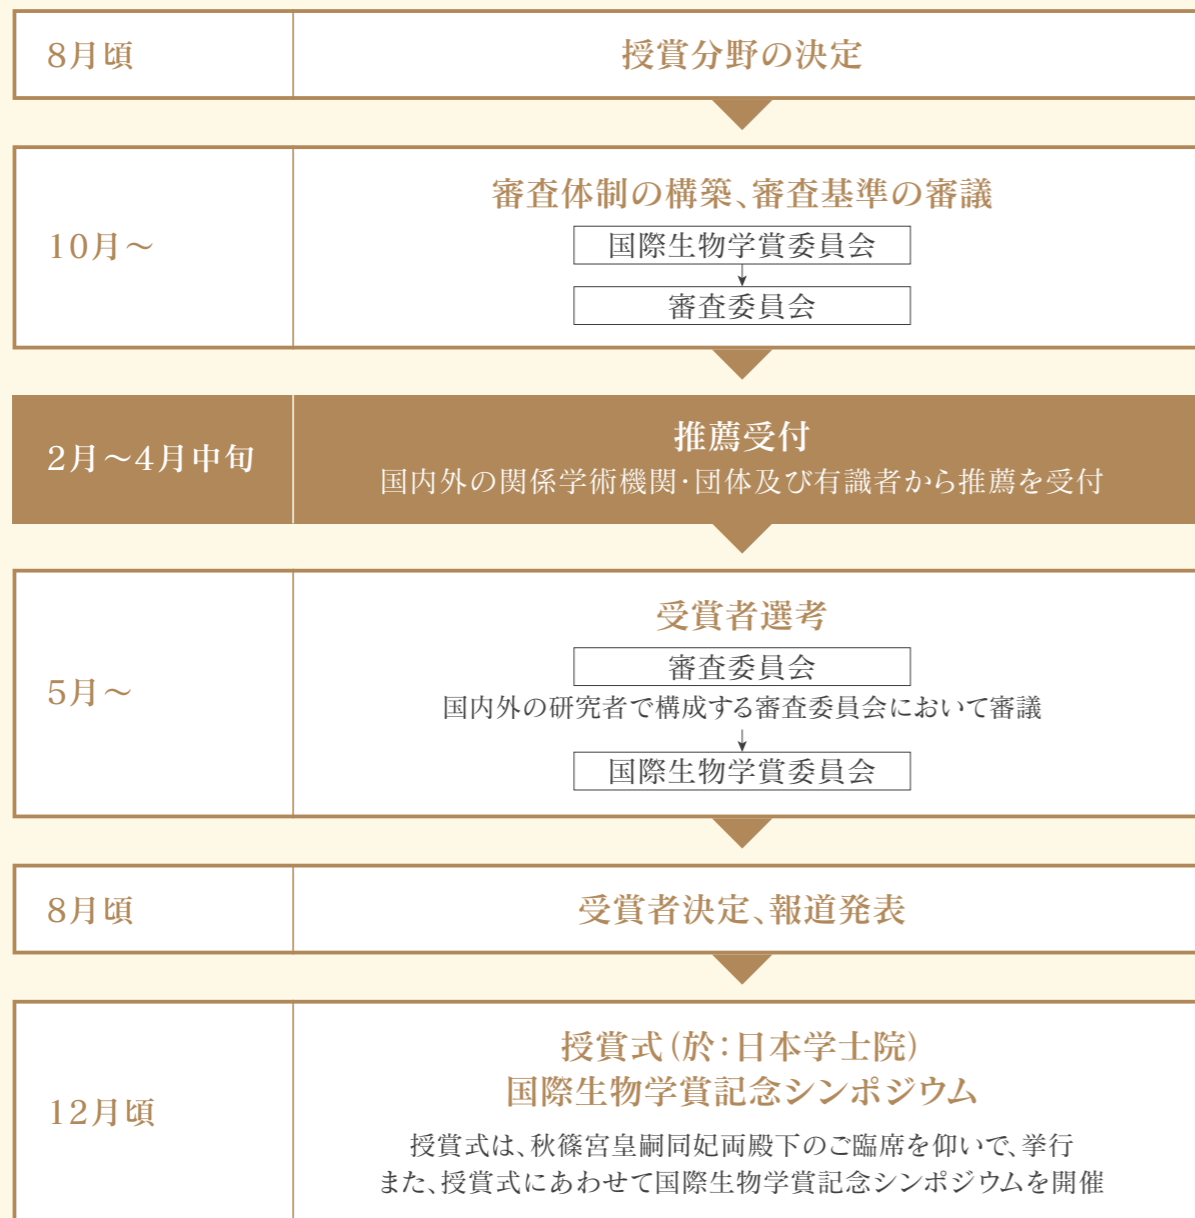 8月頃
授賞分野の決定
10月～
審査体制の構築、審査基準の審議
国際生物学賞委員会
審査委員会
2月～4月中旬
推薦受付
国内外の関係学術機関・団体及び有識者から推薦を受付
5月～
受賞者選考
審査委員会
国内外の研究者で構成する審査委員会において審議
国際生物学賞委員会
8月頃
受賞者決定、報道発表
12月頃
授賞式（於：日本学士院）
国際生物学賞記念シンポジウム
授賞式は、秋篠宮皇嗣同妃両殿下のご臨席を仰いで、挙行
また、授賞式にあわせて国際生物学賞記念シンポジウムを開催